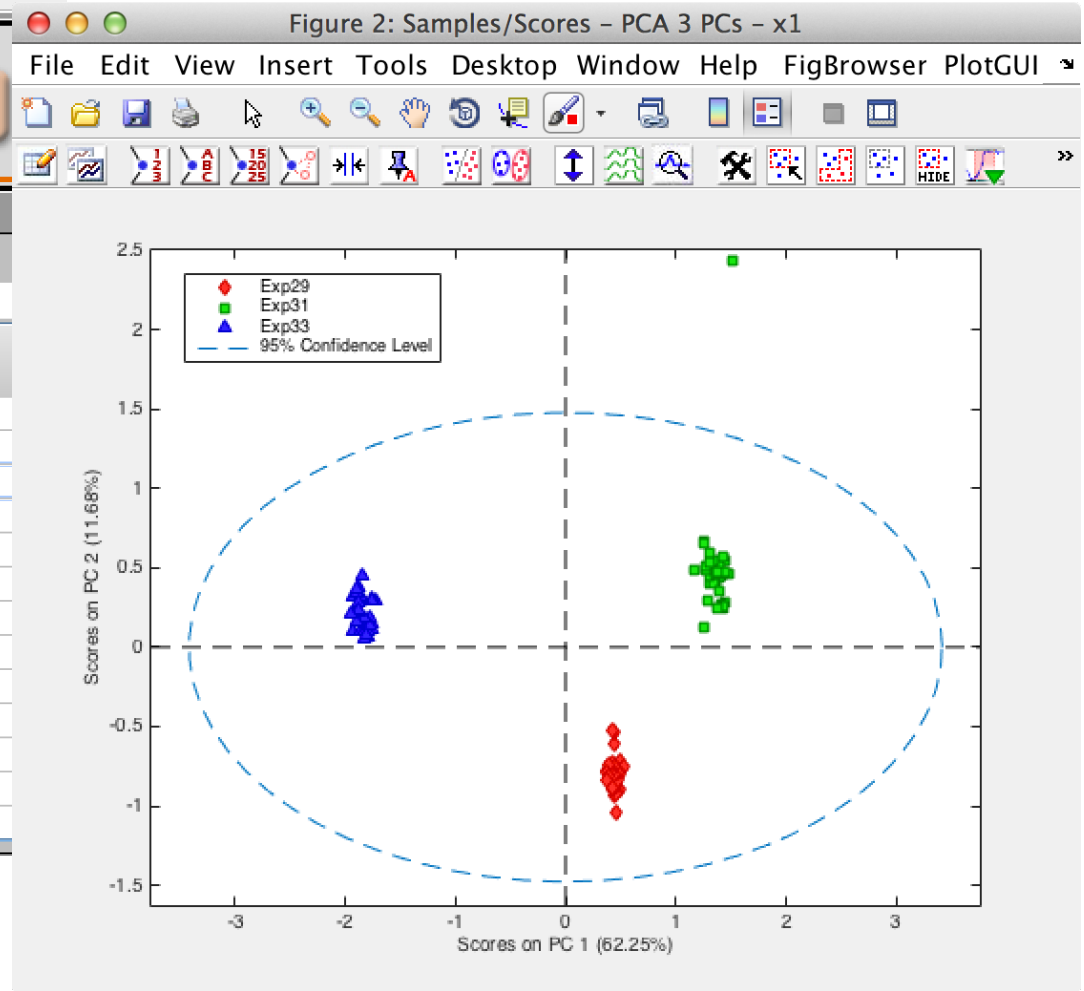 Figure 2: Samples/Scores – PCA 3 PCs – x1
File Edit View Insert Tools Desktop Window Help FigBrowser PlotGUI
1 2 3
A B C
15 20 25
A
HIDE
2.5
2
1.5
1
0.5
0
-0.5
-1
-1.5
Scores on PC 2 (11.68%)
Exp29
Exp31
Exp33
95% Confidence Level
-3 -2 -1 0 1 2 3
Scores on PC 1 (62.25%)